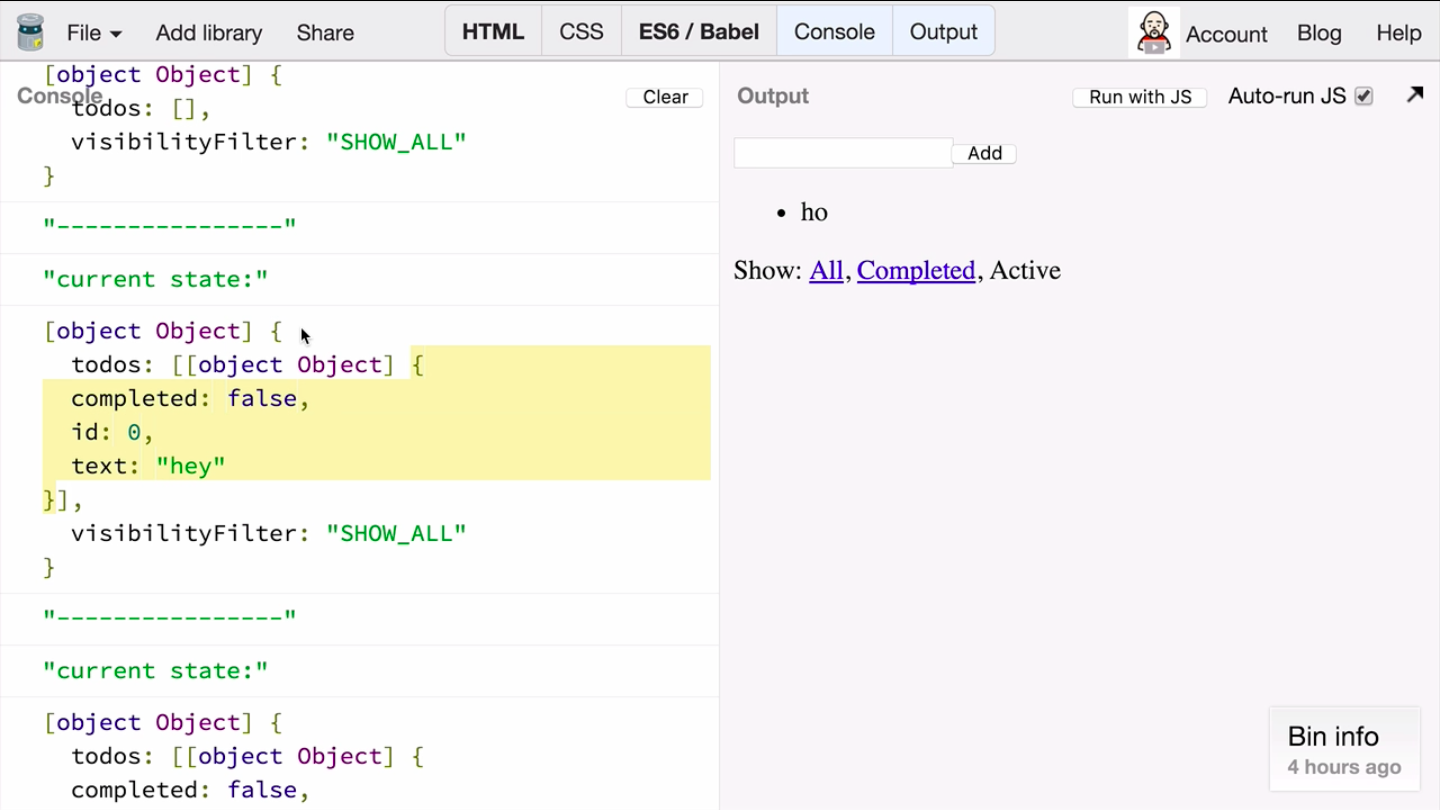 File Add library Share HTML CSS ES6 / Babel Console Output Account Blog Help
[object Object] {
Console Clear
todos: [],
visibilityFilter: "SHOW_ALL"
}
"----------------"
"current state:"
[object Object] {
todos: [[object Object] {
completed: false,
id: 0,
text: "hey"
}],
visibilityFilter: "SHOW_ALL"
}
"----------------"
"current state:"
[object Object] {
todos: [[object Object] {
completed: false,
Output Run with JS Auto-run JS
Add
• ho
Show: All, Completed, Active
Bin info
4 hours ago